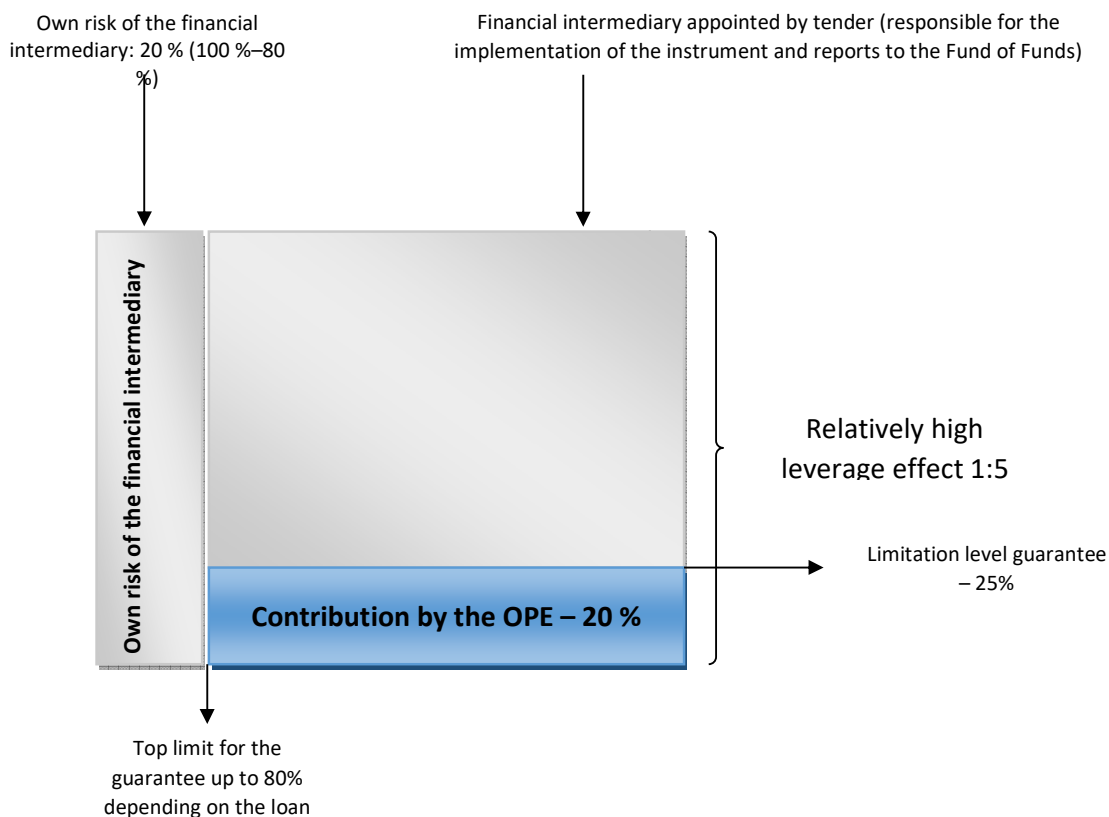 Own risk of the financial
intermediary: 20 % (100 %–80
%)
Financial intermediary appointed by tender (responsible for the
implementation of the instrument and reports to the Fund of Funds)
Own risk of the financial intermediary
Relatively high
leverage effect 1:5
Limitation level guarantee
– 25%
Contribution by the OPE – 20 %
Top limit for the
guarantee up to 80%
depending on the loan